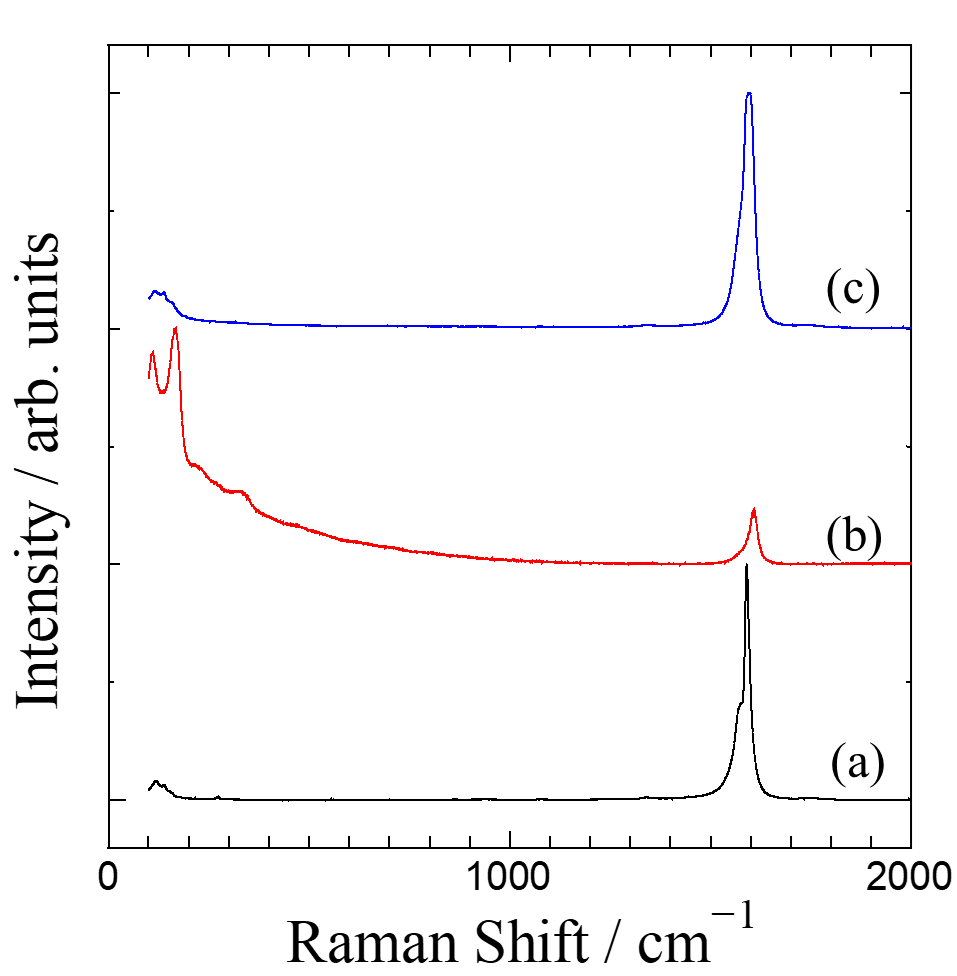 Intensity / arb. units
(c)
(b)
(a)
0 1000 2000
Raman Shift / cm⁻¹